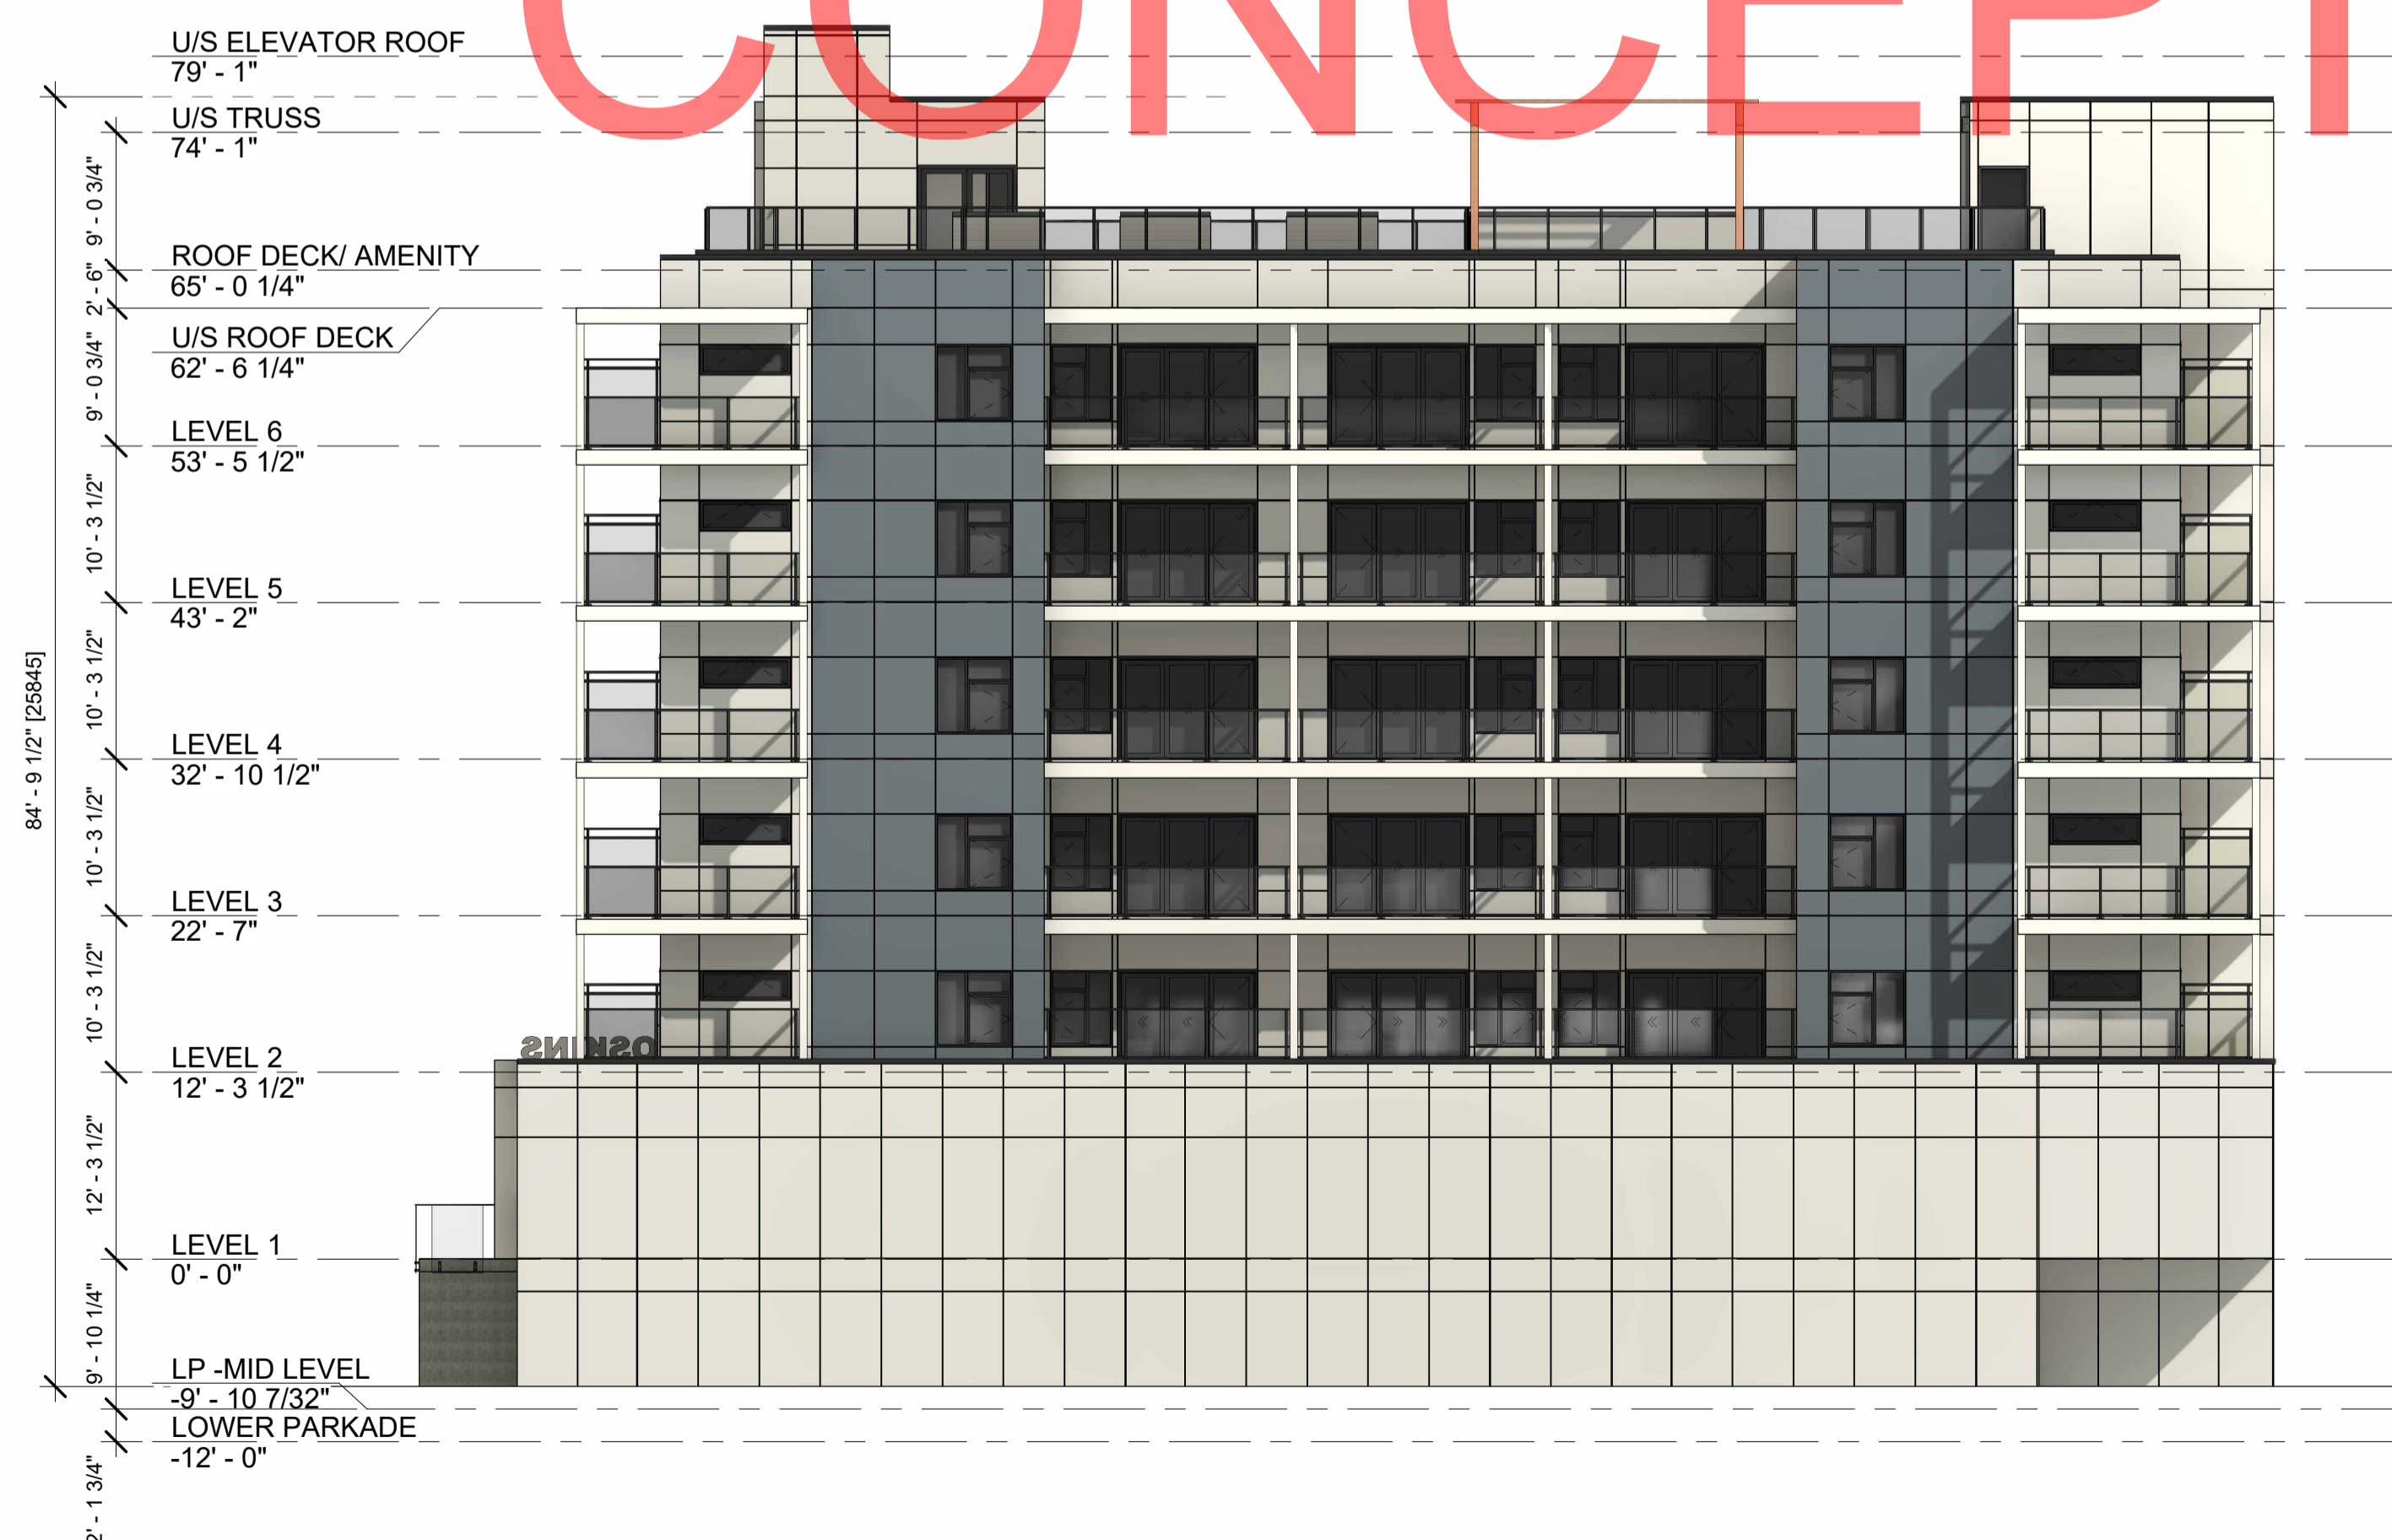 CONCEPT
U/S ELEVATOR ROOF
79' - 1"
U/S TRUSS
74' - 1"
9' - 0 3/4"
ROOF DECK/ AMENITY
65' - 0 1/4"
2' - 6"
U/S ROOF DECK
62' - 6 1/4"
9' - 0 3/4"
LEVEL 6
53' - 5 1/2"
10' - 3 1/2"
LEVEL 5
43' - 2"
10' - 3 1/2"
84' - 9 1/2" [25845]
LEVEL 4
32' - 10 1/2"
10' - 3 1/2"
LEVEL 3
22' - 7"
10' - 3 1/2"
OSKINS
LEVEL 2
12' - 3 1/2"
12' - 3 1/2"
LEVEL 1
0' - 0"
9' - 10 1/4"
LP -MID LEVEL
-9' - 10 7/32"
LOWER PARKADE
-12' - 0"
2' - 1 3/4"